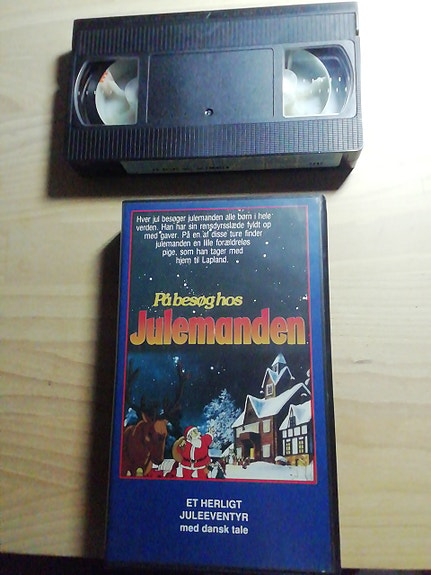 Hver jul besøger julemanden alle børn i hele
verden. Han har sin rensdyrsslæde fyldt op
med gaver. På en af disse ture finder
julemanden en lille forældreløs
pige, som han tager med
hjem til Lapland.
På besøg hos
Julemanden
ET HERLIGT
JULEEVENTYR
med dansk tale